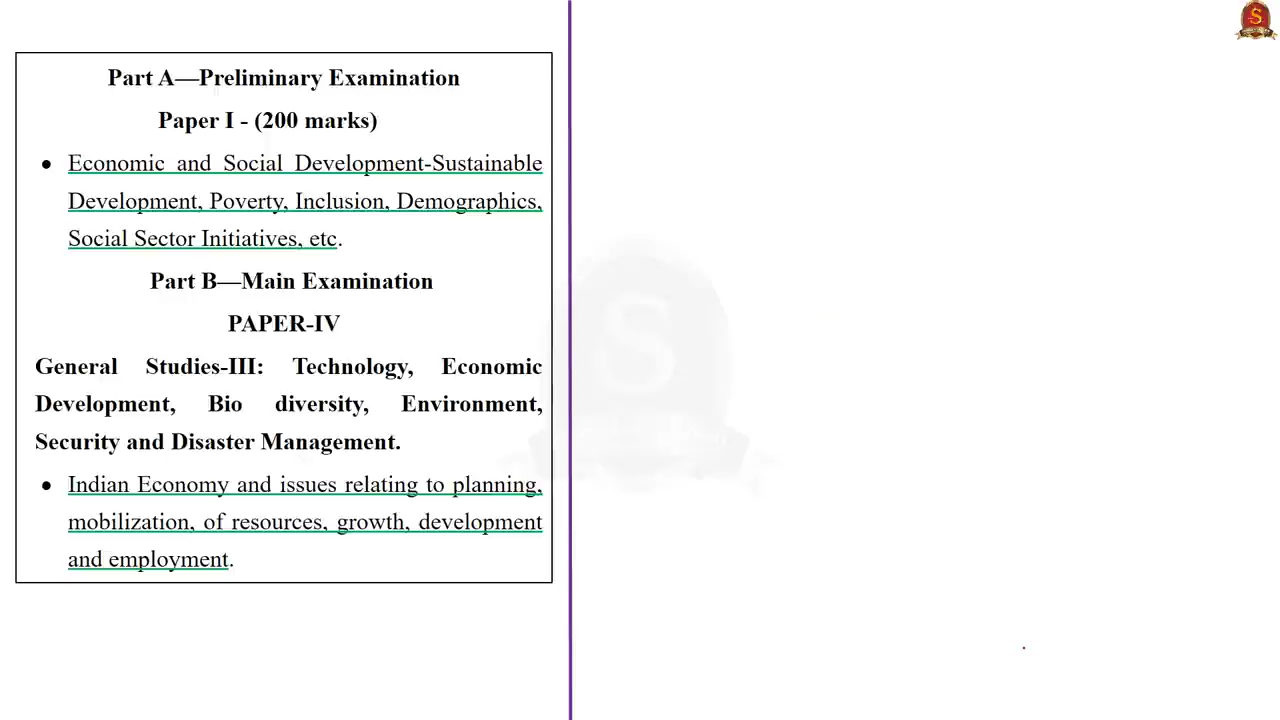 Part A—Preliminary Examination
Paper I - (200 marks)
• Economic and Social Development-Sustainable
Development, Poverty, Inclusion, Demographics,
Social Sector Initiatives, etc.
Part B—Main Examination
PAPER-IV
General Studies-III: Technology, Economic
Development, Bio diversity, Environment,
Security and Disaster Management.
• Indian Economy and issues relating to planning,
mobilization, of resources, growth, development
and employment.
S